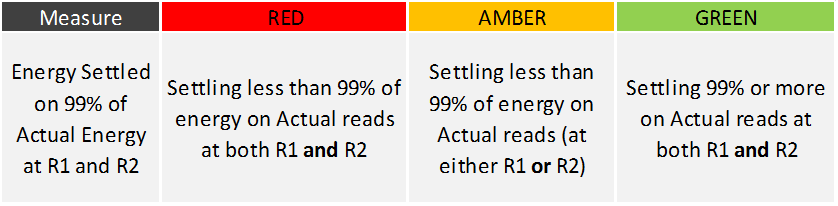 Measure
RED
AMBER
GREEN
Energy Settled
on 99% of
Actual Energy
at R1 and R2
Settling less than 99% of
energy on Actual reads
at both R1 and R2
Settling less than
99% of energy on
Actual reads (at
either R1 or R2)
Settling 99% or more
on Actual reads at
both R1 and R2